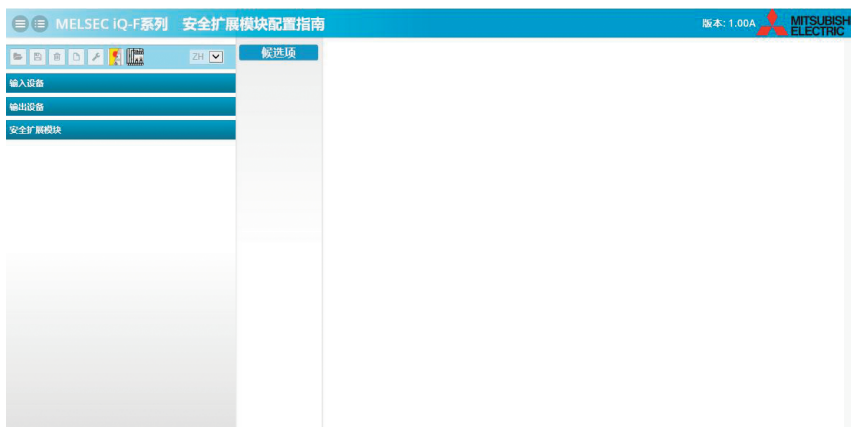 MELSEC iQ-F系列 安全扩展模块配置指南
版本: 1.00A
MITSUBISHI
ELECTRIC
ZH
候选项
输入设备
输出设备
安全扩展模块